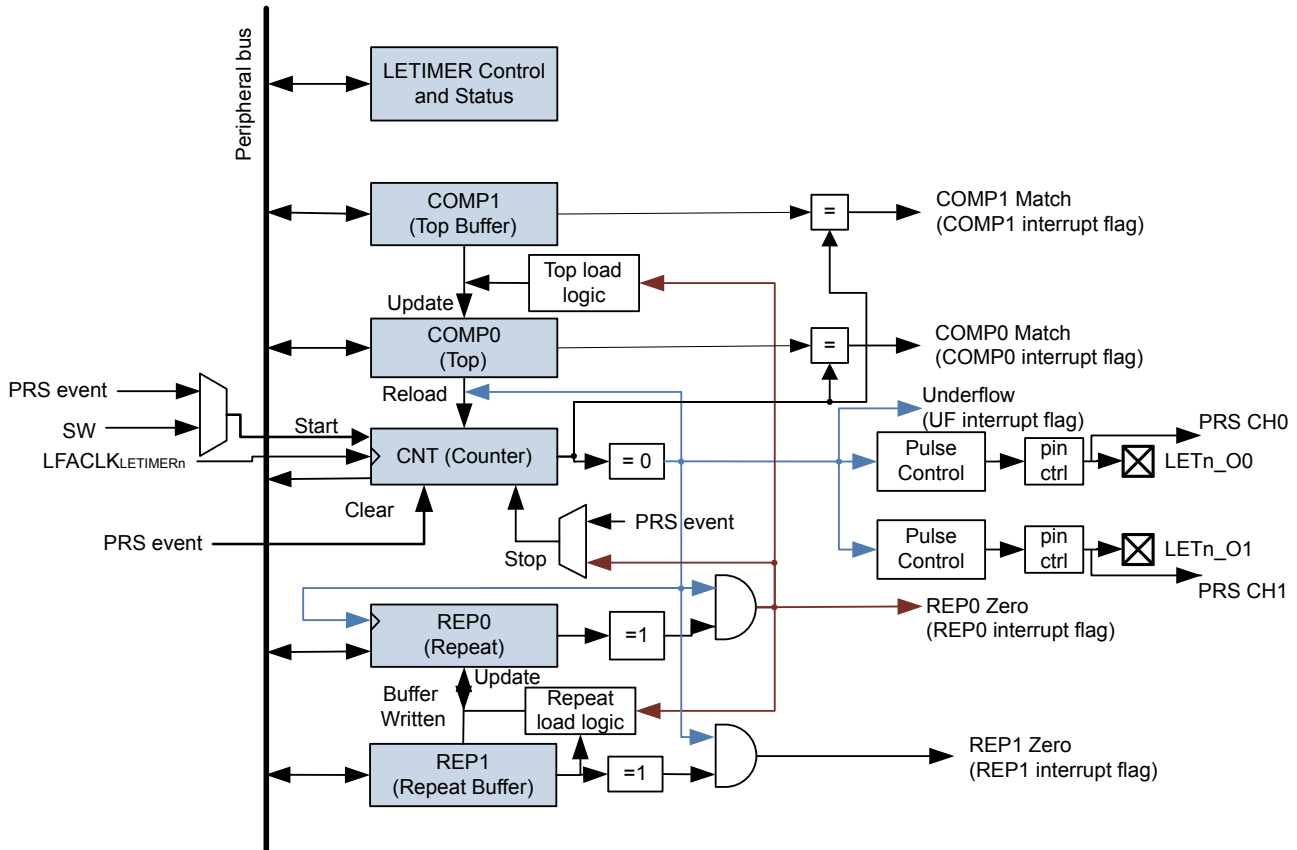 Peripheral bus
LETIMER Control
and Status
COMP1
(Top Buffer)
=
COMP1 Match
(COMP1 interrupt flag)
Top load
logic
Update
COMP0
(Top)
=
COMP0 Match
(COMP0 interrupt flag)
PRS event
Reload
Underflow
(UF interrupt flag)
SW
Start
PRS CH0
LFACLKLETIMERn
CNT (Counter)
= 0
Pulse
Control
pin
ctrl
LETn_O0
Clear
PRS event
PRS event
Stop
Pulse
Control
pin
ctrl
LETn_O1
PRS CH1
REP0
(Repeat)
=1
REP0 Zero
(REP0 interrupt flag)
Update
Buffer
Written
Repeat
load logic
REP1
(Repeat Buffer)
=1
REP1 Zero
(REP1 interrupt flag)